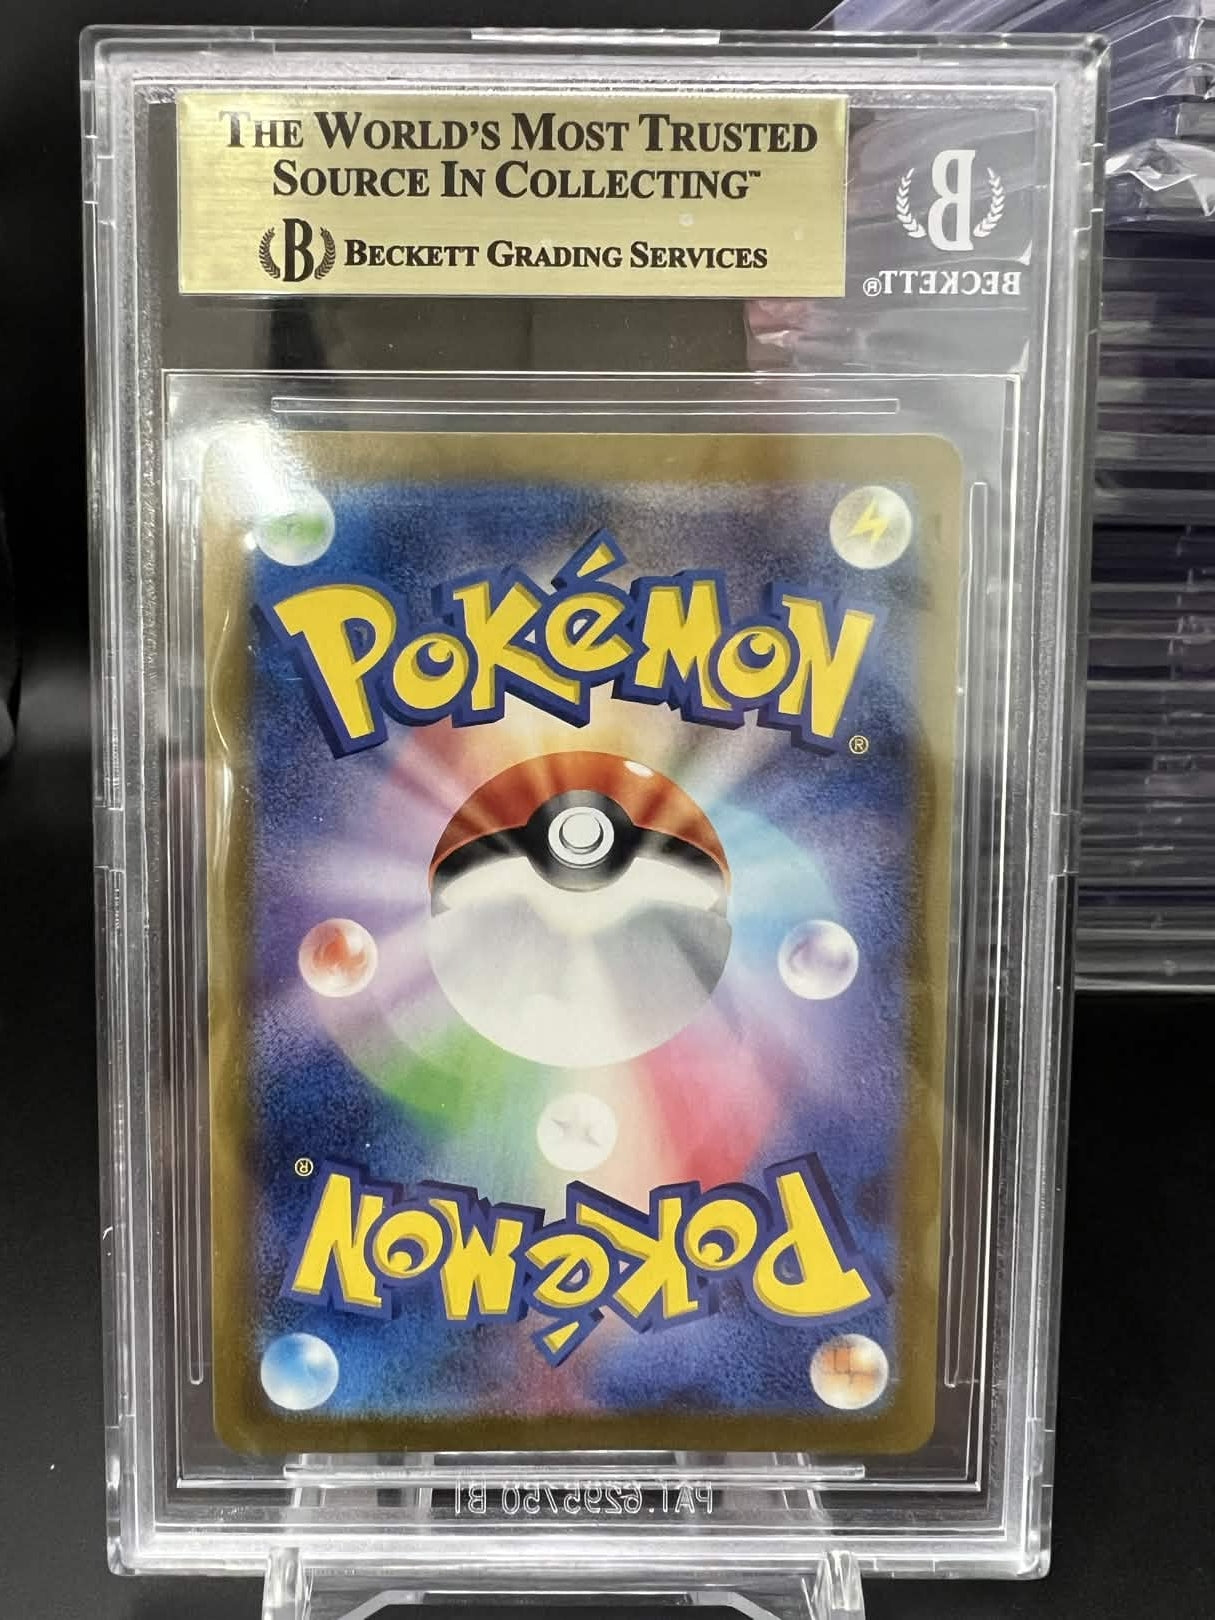 THE WORLD'S MOST TRUSTED
SOURCE IN COLLECTING™
B BECKETT GRADING SERVICES
B
BECKETT®
POKéMON®
POKéMON®
PAT. 6295750 B1